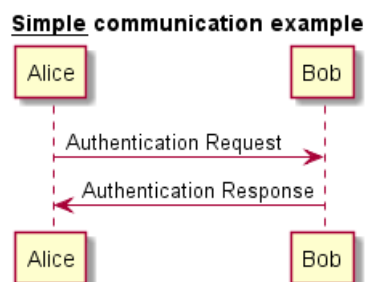 Simple communication example
Alice Bob
Authentication Request
Authentication Response
Alice Bob